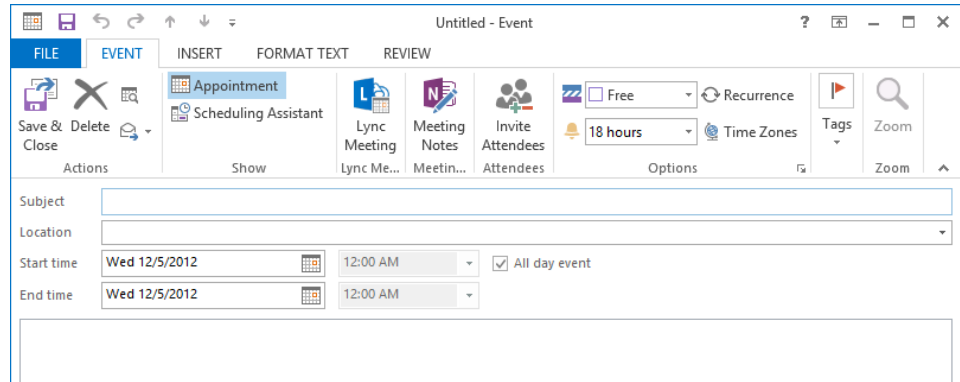 Untitled - Event
?
FILE EVENT INSERT FORMAT TEXT REVIEW
Appointment
Scheduling Assistant
Save & Close
Delete
Lync Meeting
Meeting Notes
Invite Attendees
Free
Recurrence
18 hours
Time Zones
Tags
Zoom
Actions Show Lync Me... Meetin... Attendees Options Zoom
Subject
Location
Start time Wed 12/5/2012 12:00 AM All day event
End time Wed 12/5/2012 12:00 AM